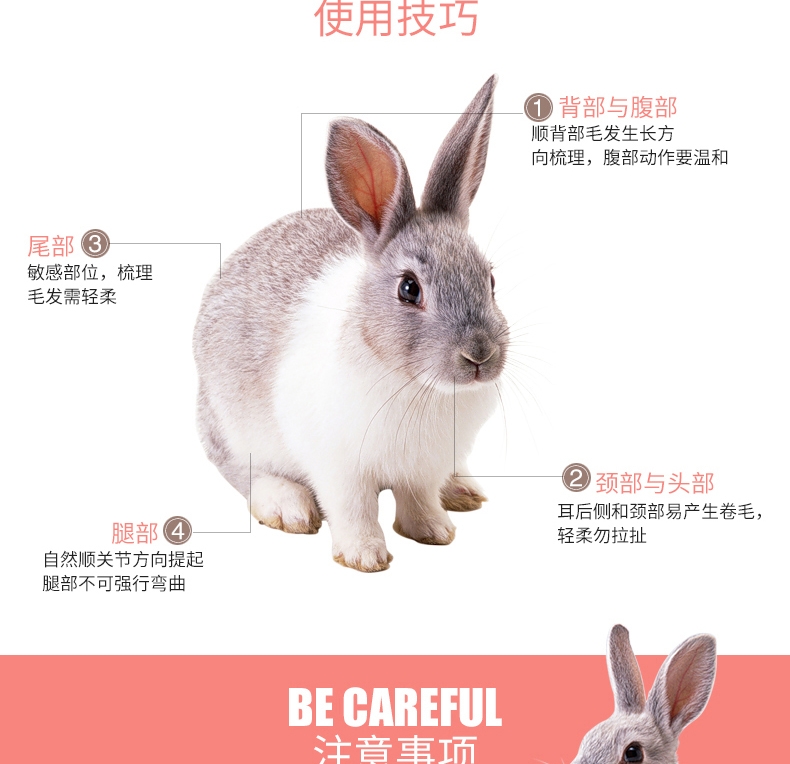 使用技巧
1 背部与腹部
顺背部毛发生长方
向梳理，腹部动作要温和
尾部 3
敏感部位，梳理
毛发需轻柔
2 颈部与头部
耳后侧和颈部易产生卷毛，
轻柔勿拉扯
腿部 4
自然顺关节方向提起
腿部不可强行弯曲
BE CAREFUL
注意事项